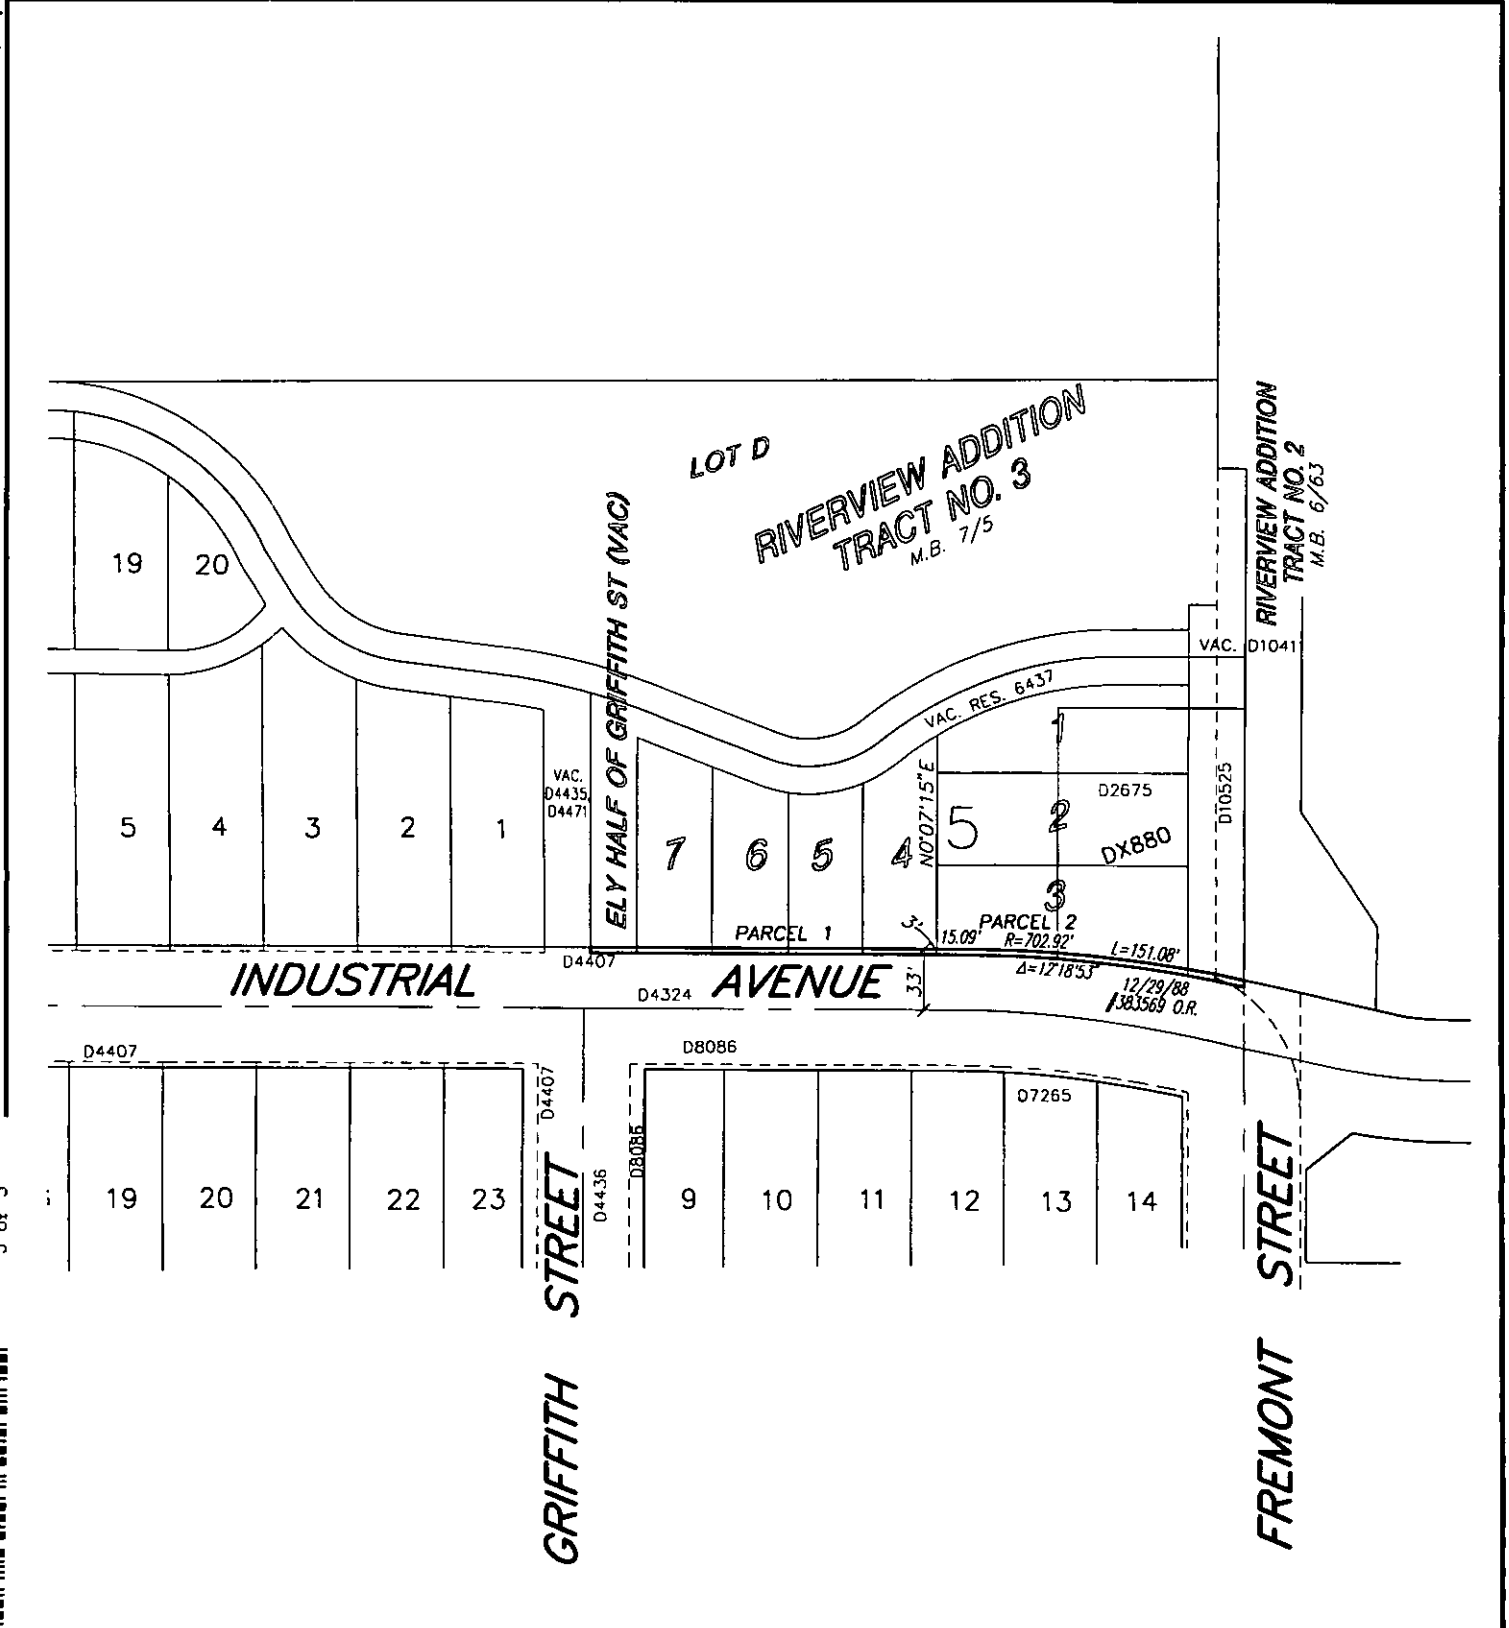 LOT D
RIVERVIEW ADDITION
TRACT NO. 3
M.B. 7/5
RIVERVIEW ADDITION
TRACT NO. 2
M.B. 6/63
ELY HALF OF GRIFFITH ST (VAC)
19
20
VAC. D10411
VAC. RES. 6437
5
4
3
2
1
VAC.
D4435
D4471
7
6
5
4
N0°07'15"E
5
1
2
3
D2675
DX880
D10525
PARCEL 1
PARCEL 2
3'
15.09'
R=702.92'
L=151.08'
Δ=12°18'53"
12/29/88
#383569 O.R.
D4407
INDUSTRIAL AVENUE
D4324
33'
D4407
D8086
D4407
D8086
D4436
D7265
19
20
21
22
23
9
10
11
12
13
14
GRIFFITH STREET
FREMONT STREET